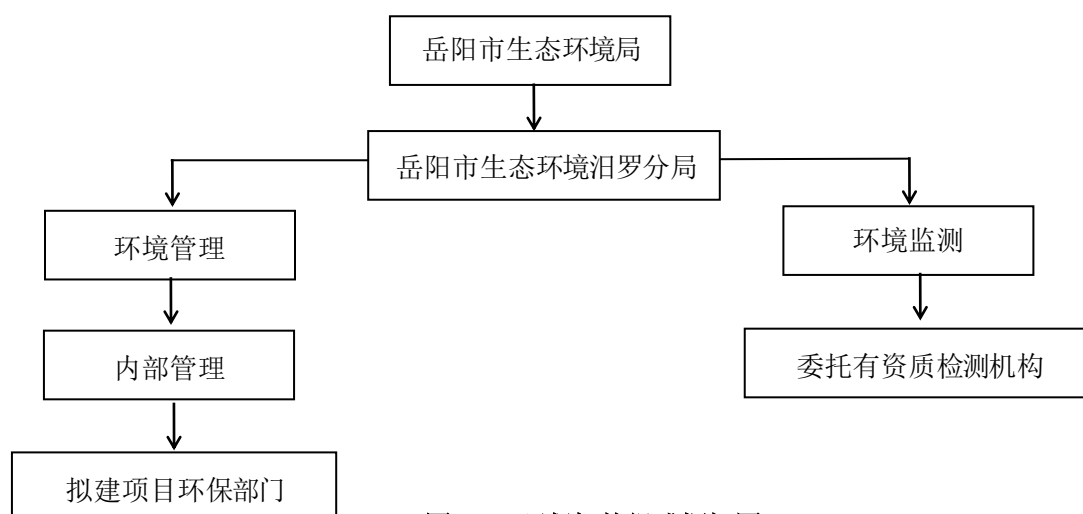 岳阳市生态环境局
岳阳市生态环境汨罗分局
环境管理
环境监测
内部管理
委托有资质检测机构
拟建项目环保部门